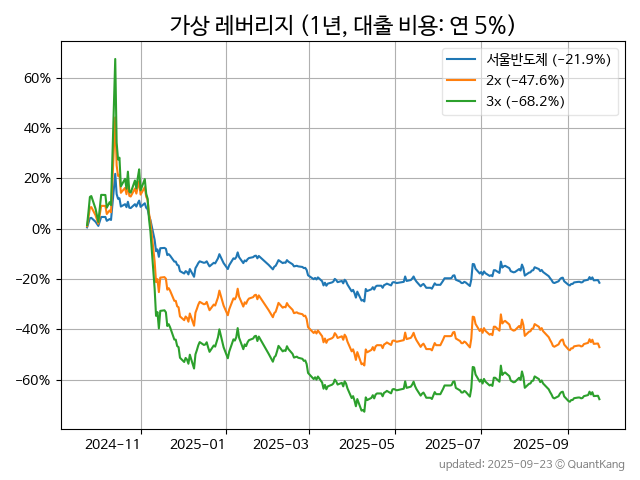 가상 레버리지 (1년, 대출 비용: 연 5%)
서울반도체 (−21.9%)
2x (−47.6%)
3x (−68.2%)
60%
40%
20%
0%
−20%
−40%
−60%
2024-11
2025-01
2025-03
2025-05
2025-07
2025-09
updated: 2025-09-23 © QuantKang